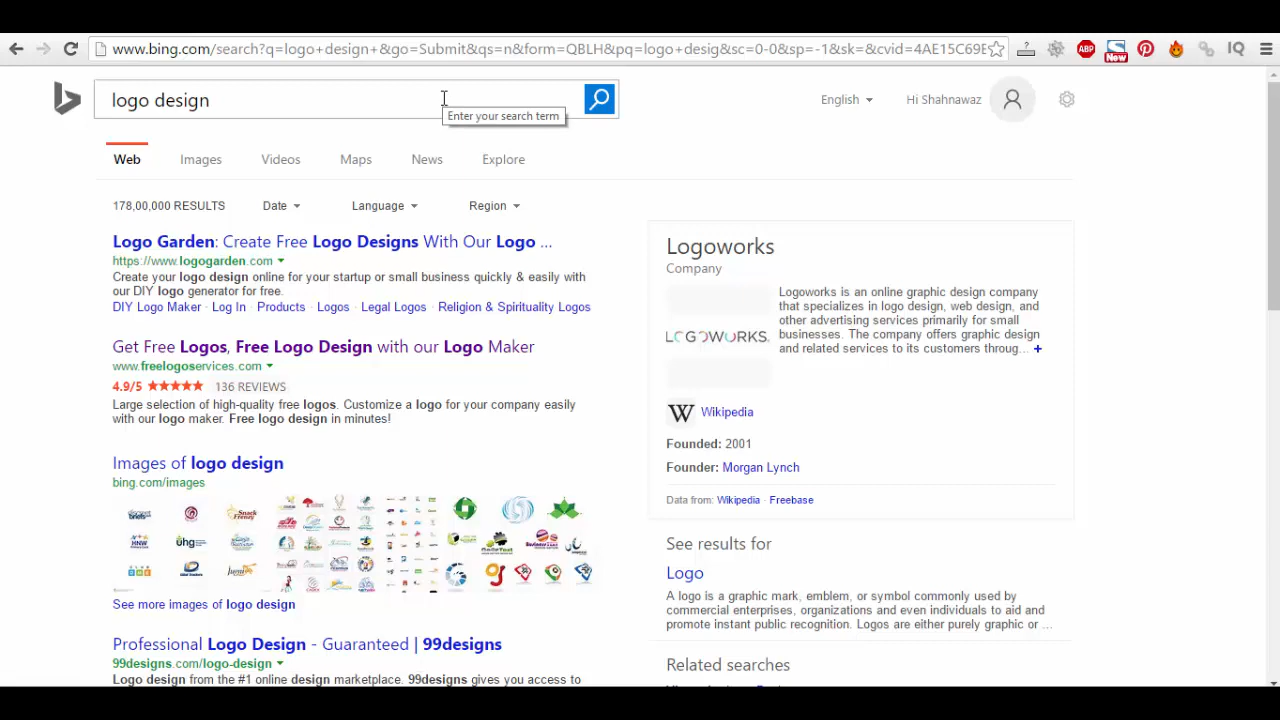 www.bing.com/search?q=logo+design+&go=Submit&qs=n&form=QBLH&pq=logo+desig&sc=0-0&sp=-1&sk=&cvid=4AE15C69E
ABP
New
IQ
logo design
Enter your search term
English
Hi Shahnawaz
Web
Images
Videos
Maps
News
Explore
178,00,000 RESULTS
Date
Language
Region
Logo Garden: Create Free Logo Designs With Our Logo ...
https://www.logogarden.com
Create your logo design online for your startup or small business quickly & easily with
our DIY logo generator for free.
DIY Logo Maker · Log In · Products · Logos · Legal Logos · Religion & Spirituality Logos
Get Free Logos, Free Logo Design with our Logo Maker
www.freelogoservices.com
4.9/5 ★★★★★ 136 REVIEWS
Large selection of high-quality free logos. Customize a logo for your company easily
with our logo maker. Free logo design in minutes!
Images of logo design
bing.com/images
Snack Frenzy
HNW
uhg
See more images of logo design
Professional Logo Design - Guaranteed | 99designs
99designs.com/logo-design
Logo design from the #1 online design marketplace. 99designs gives you access to
Logoworks
Company
Logoworks is an online graphic design company
that specializes in logo design, web design, and
other advertising services primarily for small
businesses. The company offers graphic design
and related services to its customers throug... +
LOGOWORKS.
W Wikipedia
Founded: 2001
Founder: Morgan Lynch
Data from: Wikipedia · Freebase
See results for
Logo
A logo is a graphic mark, emblem, or symbol commonly used by
commercial enterprises, organizations and even individuals to aid and
promote instant public recognition. Logos are either purely graphic or ...
Related searches